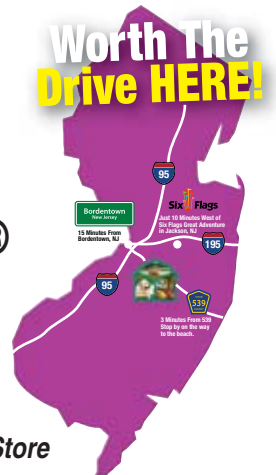 Worth The
Drive HERE!
95
Six Flags
Bordentown
New Jersey
Just 10 Minutes West of
Six Flags Great Adventure
in Jackson, NJ
15 Minutes From
Bordentown, NJ
195
95
539
3 Minutes From 539
Stop by on the way
to the beach.
Store